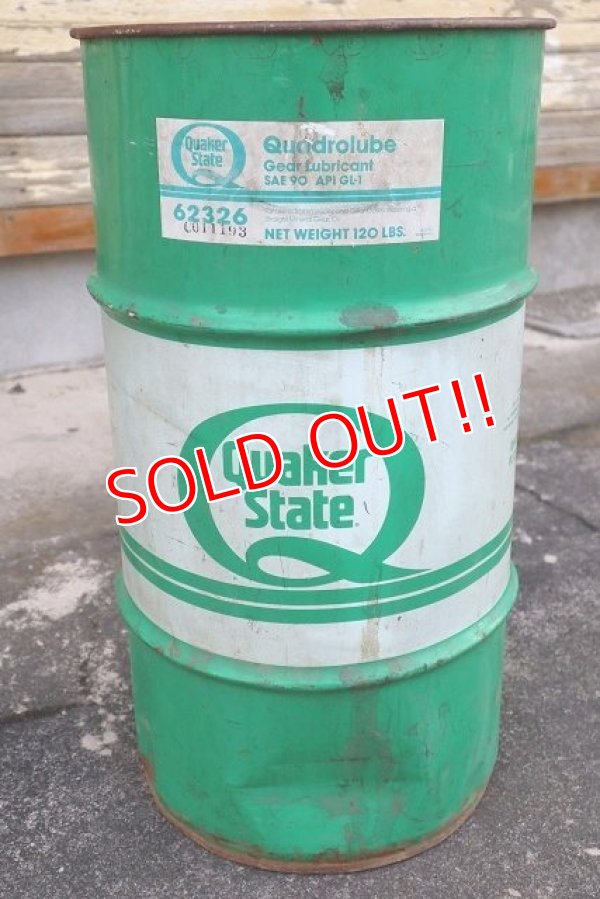 Quaker State
Quadrolube
Gear Lubricant
SAE 90 API GL-1
62326
C011193
NET WEIGHT 120 LBS.
SOLD OUT!!
Quaker
State